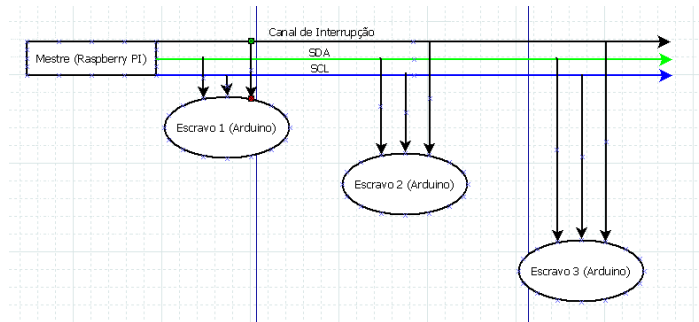 Canal de Interrupção
Mestre (Raspberry PI)
SDA
SCL
Escravo 1 (Arduino)
Escravo 2 (Arduino)
Escravo 3 (Arduino)